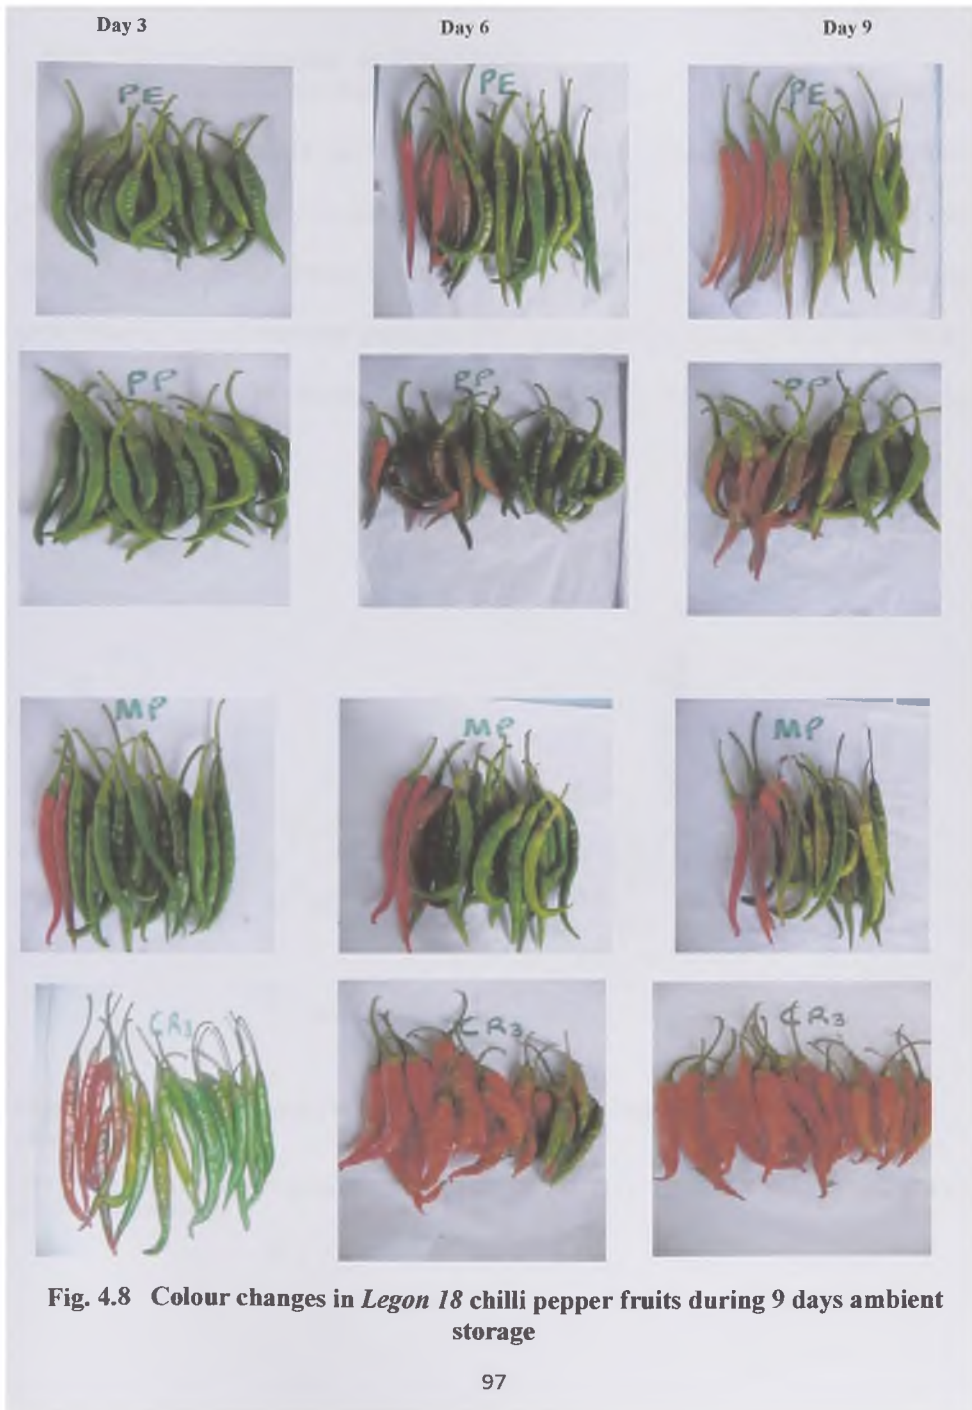 Day 3 Day 6 Day 9
PE PE PE
PP PP PP
MP MP MP
CR3 CR3 CR3
Fig. 4.8 Colour changes in Legon 18 chilli pepper fruits during 9 days ambient
storage
97